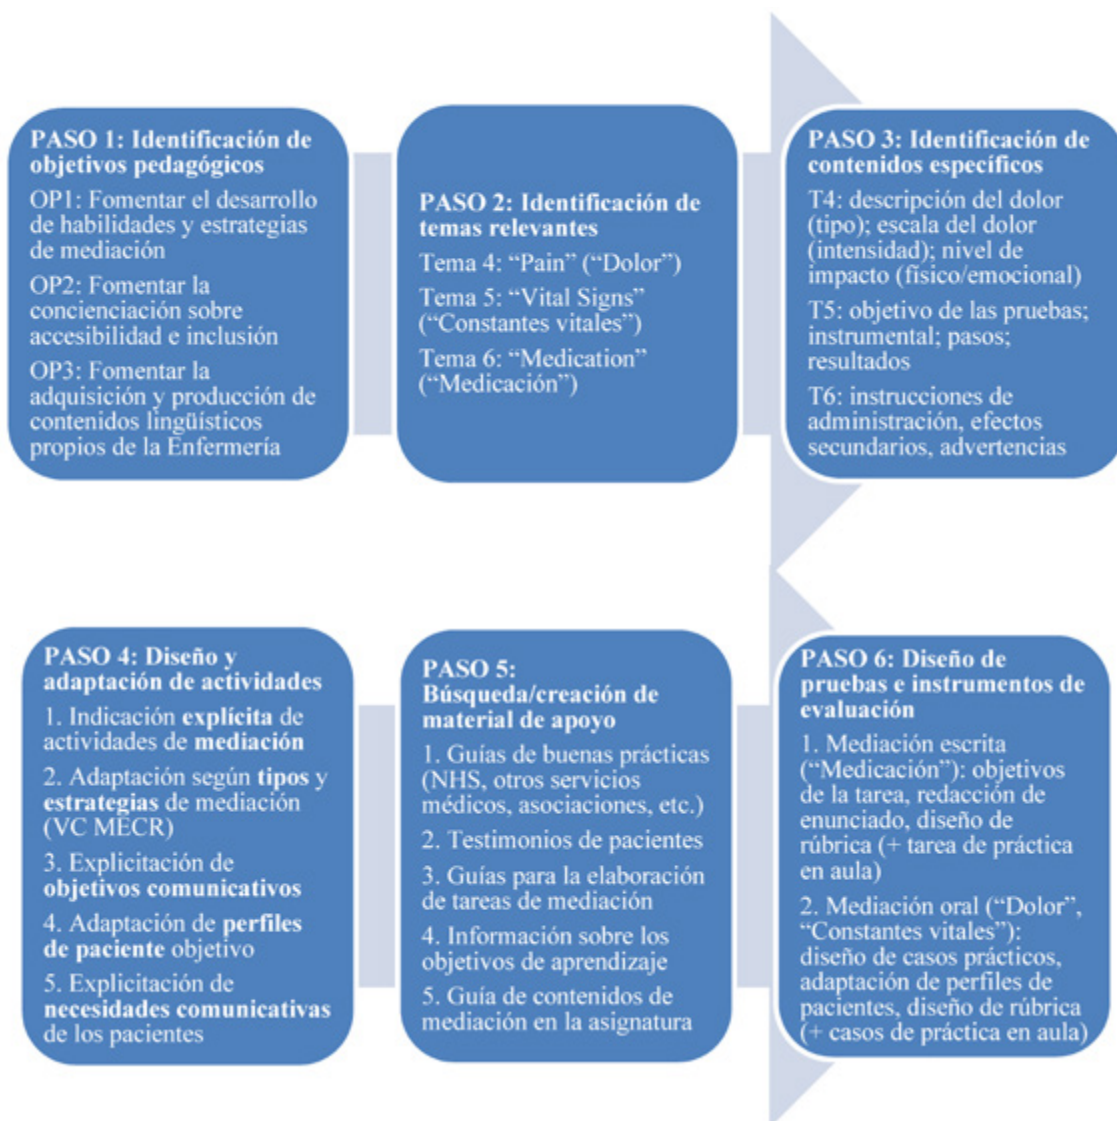 PASO 1: Identificación de
objetivos pedagógicos
OP1: Fomentar el desarrollo
de habilidades y estrategias
de mediación
OP2: Fomentar la
concienciación sobre
accesibilidad e inclusión
OP3: Fomentar la
adquisición y producción de
contenidos lingüísticos
propios de la Enfermería
PASO 2: Identificación de
temas relevantes
Tema 4: “Pain” (“Dolor”)
Tema 5: “Vital Signs”
(“Constantes vitales”)
Tema 6: “Medication”
(“Medicación”)
PASO 3: Identificación de
contenidos específicos
T4: descripción del dolor
(tipo); escala del dolor
(intensidad); nivel de
impacto (físico/emocional)
T5: objetivo de las pruebas;
instrumental; pasos;
resultados
T6: instrucciones de
administración, efectos
secundarios, advertencias
PASO 4: Diseño y
adaptación de actividades
1. Indicación explícita de
actividades de mediación
2. Adaptación según tipos y
estrategias de mediación
(VC MECR)
3. Explicitación de
objetivos comunicativos
4. Adaptación de perfiles
de paciente objetivo
5. Explicitación de
necesidades comunicativas
de los pacientes
PASO 5:
Búsqueda/creación de
material de apoyo
1. Guías de buenas prácticas
(NHS, otros servicios
médicos, asociaciones, etc.)
2. Testimonios de pacientes
3. Guías para la elaboración
de tareas de mediación
4. Información sobre los
objetivos de aprendizaje
5. Guía de contenidos de
mediación en la asignatura
PASO 6: Diseño de
pruebas e instrumentos de
evaluación
1. Mediación escrita
(“Medicación”): objetivos
de la tarea, redacción de
enunciado, diseño de
rúbrica (+ tarea de práctica
en aula)
2. Mediación oral (“Dolor”,
“Constantes vitales”):
diseño de casos prácticos,
adaptación de perfiles de
pacientes, diseño de rúbrica
(+ casos de práctica en aula)